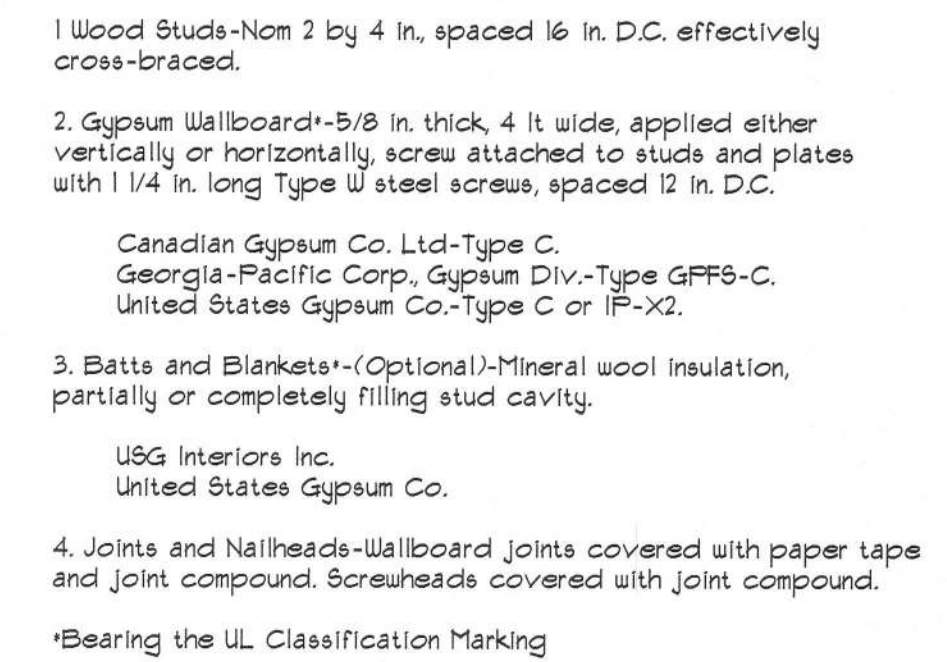 1 Wood Studs-Nom 2 by 4 in., spaced 16 in. D.C. effectively
cross-braced.
2. Gypsum Wallboard*-5/8 in. thick, 4 lt wide, applied either
vertically or horizontally, screw attached to studs and plates
with 1 1/4 in. long Type W steel screws, spaced 12 in. D.C.
Canadian Gypsum Co. Ltd-Type C.
Georgia-Pacific Corp., Gypsum Div.-Type GPFS-C.
United States Gypsum Co.-Type C or IP-X2.
3. Batts and Blankets*-(Optional)-Mineral wool insulation,
partially or completely filling stud cavity.
USG Interiors Inc.
United States Gypsum Co.
4. Joints and Nailheads-Wallboard joints covered with paper tape
and joint compound. Screwheads covered with joint compound.
*Bearing the UL Classification Marking